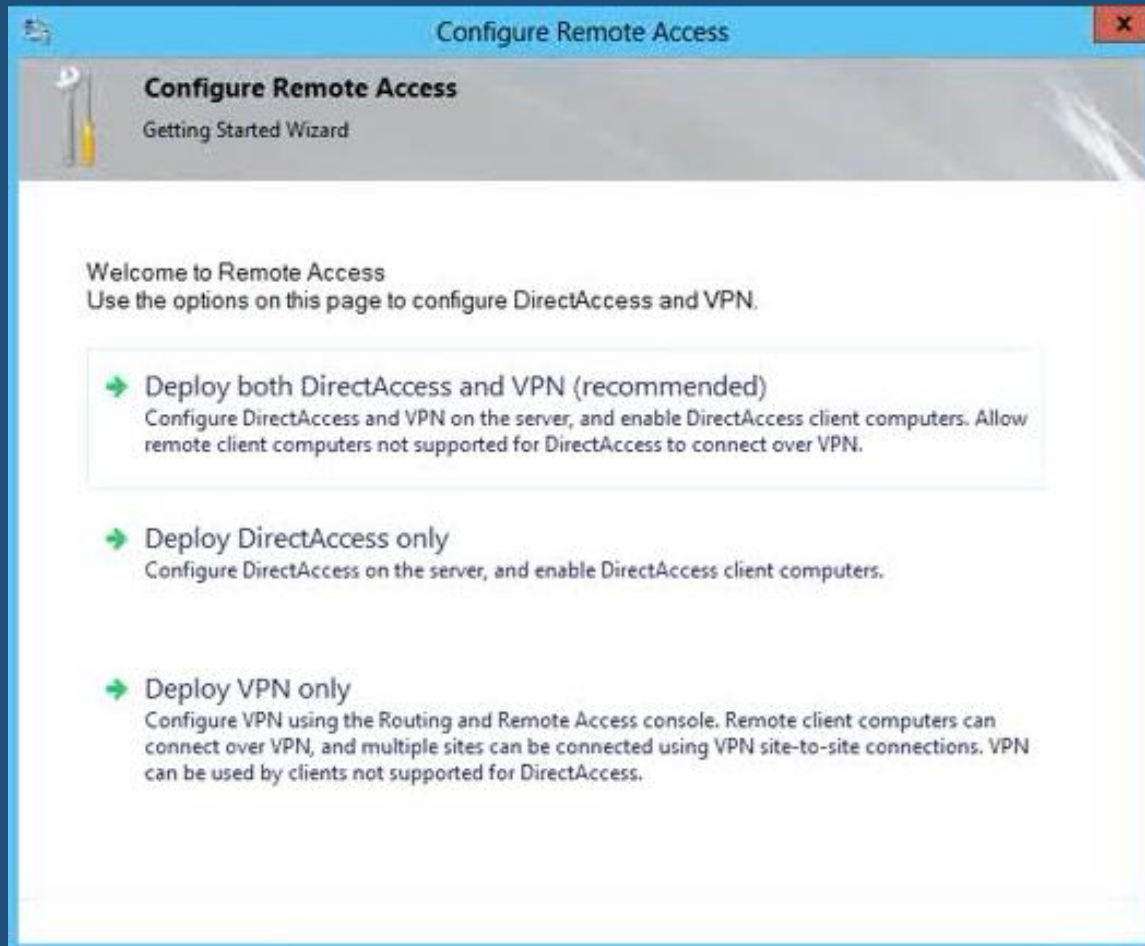 Configure Remote Access
x
Configure Remote Access
Getting Started Wizard
Welcome to Remote Access
Use the options on this page to configure DirectAccess and VPN.
Deploy both DirectAccess and VPN (recommended)
Configure DirectAccess and VPN on the server, and enable DirectAccess client computers. Allow
remote client computers not supported for DirectAccess to connect over VPN.
Deploy DirectAccess only
Configure DirectAccess on the server, and enable DirectAccess client computers.
Deploy VPN only
Configure VPN using the Routing and Remote Access console. Remote client computers can
connect over VPN, and multiple sites can be connected using VPN site-to-site connections. VPN
can be used by clients not supported for DirectAccess.